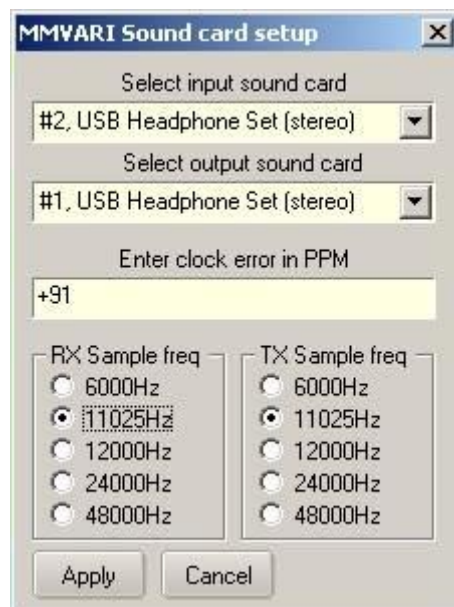 MMVARI Sound card setup
Select input sound card
#2, USB Headphone Set (stereo)
Select output sound card
#1, USB Headphone Set (stereo)
Enter clock error in PPM
+91
RX Sample freq
6000Hz
11025Hz
12000Hz
24000Hz
48000Hz
TX Sample freq
6000Hz
11025Hz
12000Hz
24000Hz
48000Hz
Apply Cancel